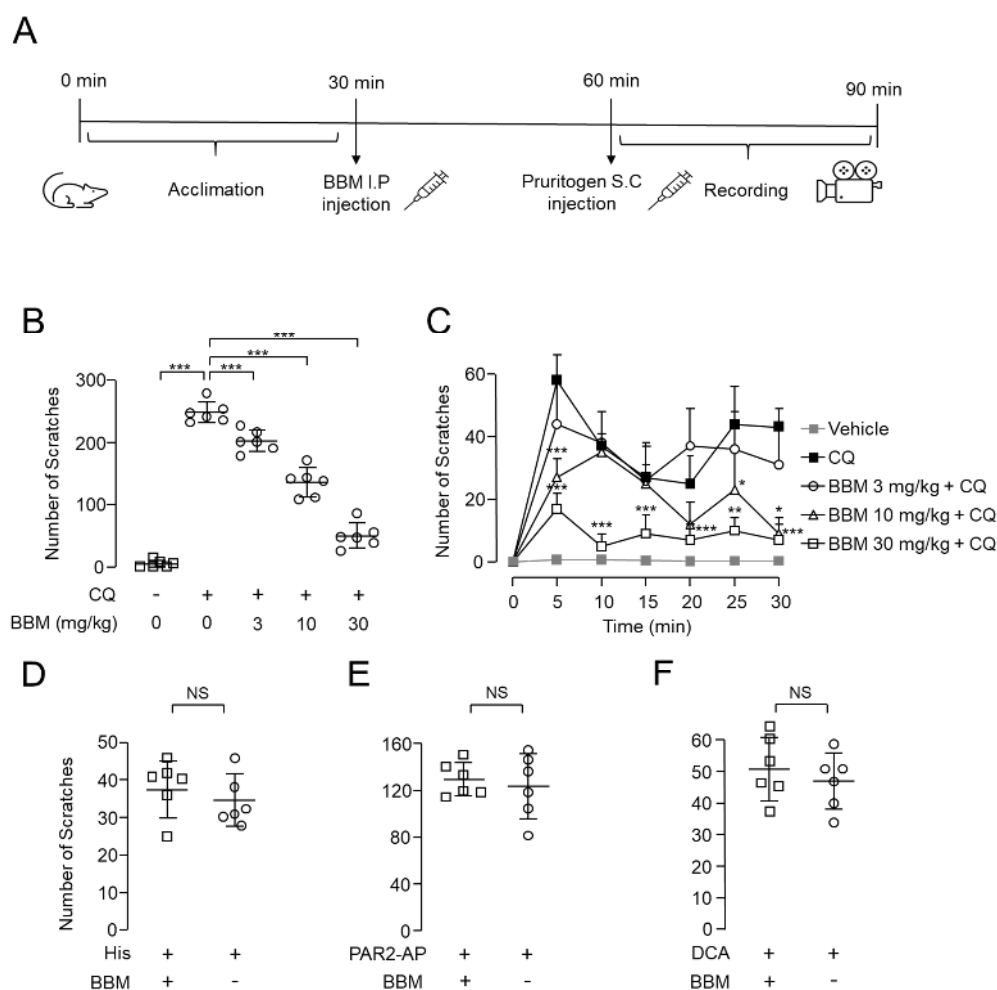 A
0 min 30 min 60 min 90 min
Acclimation BBM I.P injection Pruritogen S.C injection Recording
B
*** *** *** ***
Number of Scratches
300
200
100
0
CQ - + + + +
BBM (mg/kg) 0 0 3 10 30
C
Number of Scratches
60
40
20
0
*** *** *** *** *** * ** * ***
0 5 10 15 20 25 30
Time (min)
Vehicle
CQ
BBM 3 mg/kg + CQ
BBM 10 mg/kg + CQ
BBM 30 mg/kg + CQ
D
NS
Number of Scratches
50
40
30
20
10
0
His + +
BBM + -
E
NS
160
120
80
40
0
PAR2-AP + +
BBM + -
F
NS
60
50
40
30
20
10
0
DCA + +
BBM + -